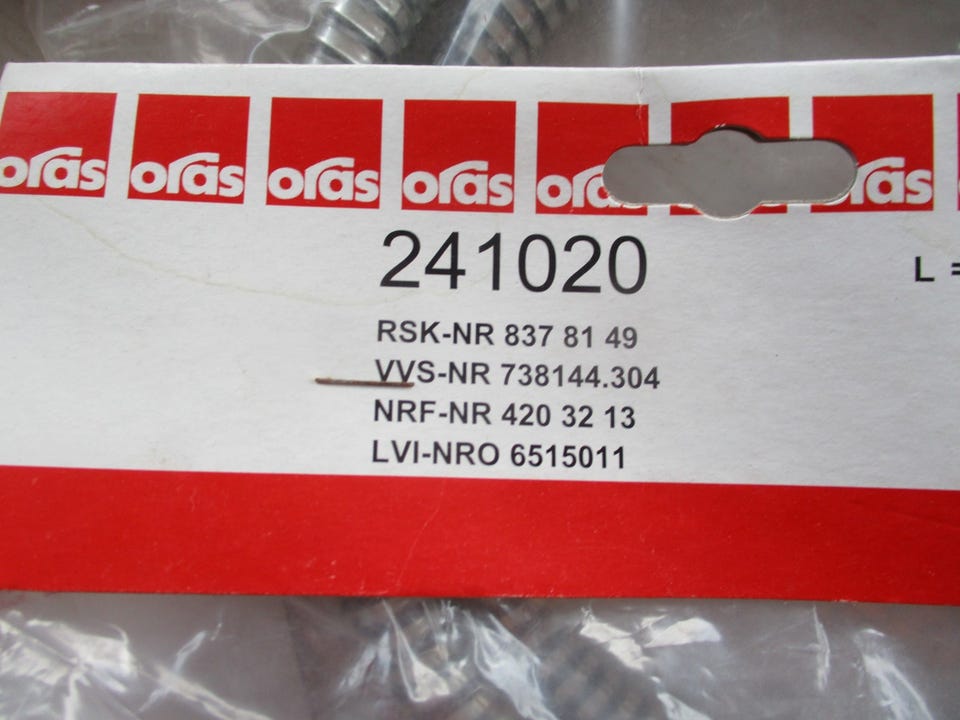 oras oras oras oras oras oras
241020
L =
RSK-NR 837 81 49
VVS-NR 738144.304
NRF-NR 420 32 13
LVI-NRO 6515011